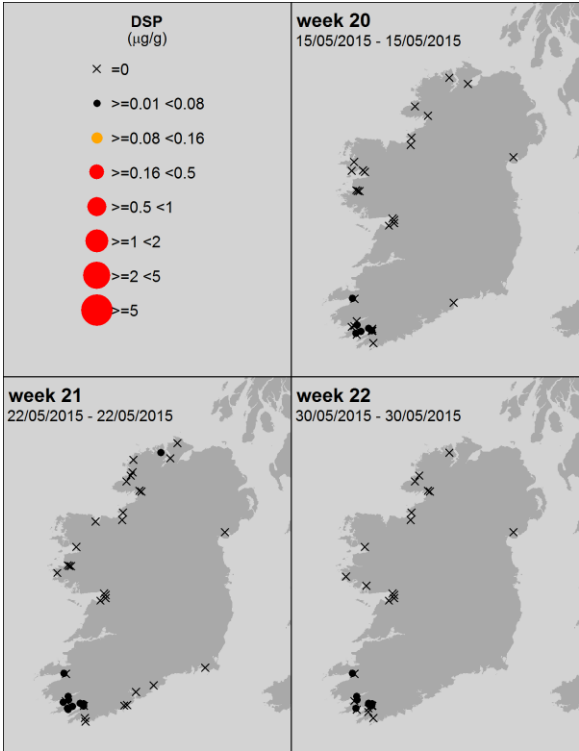 DSP
(µg/g)
=0
>=0.01 <0.08
>=0.08 <0.16
>=0.16 <0.5
>=0.5 <1
>=1 <2
>=2 <5
>=5
week 20
15/05/2015 - 15/05/2015
week 21
22/05/2015 - 22/05/2015
week 22
30/05/2015 - 30/05/2015